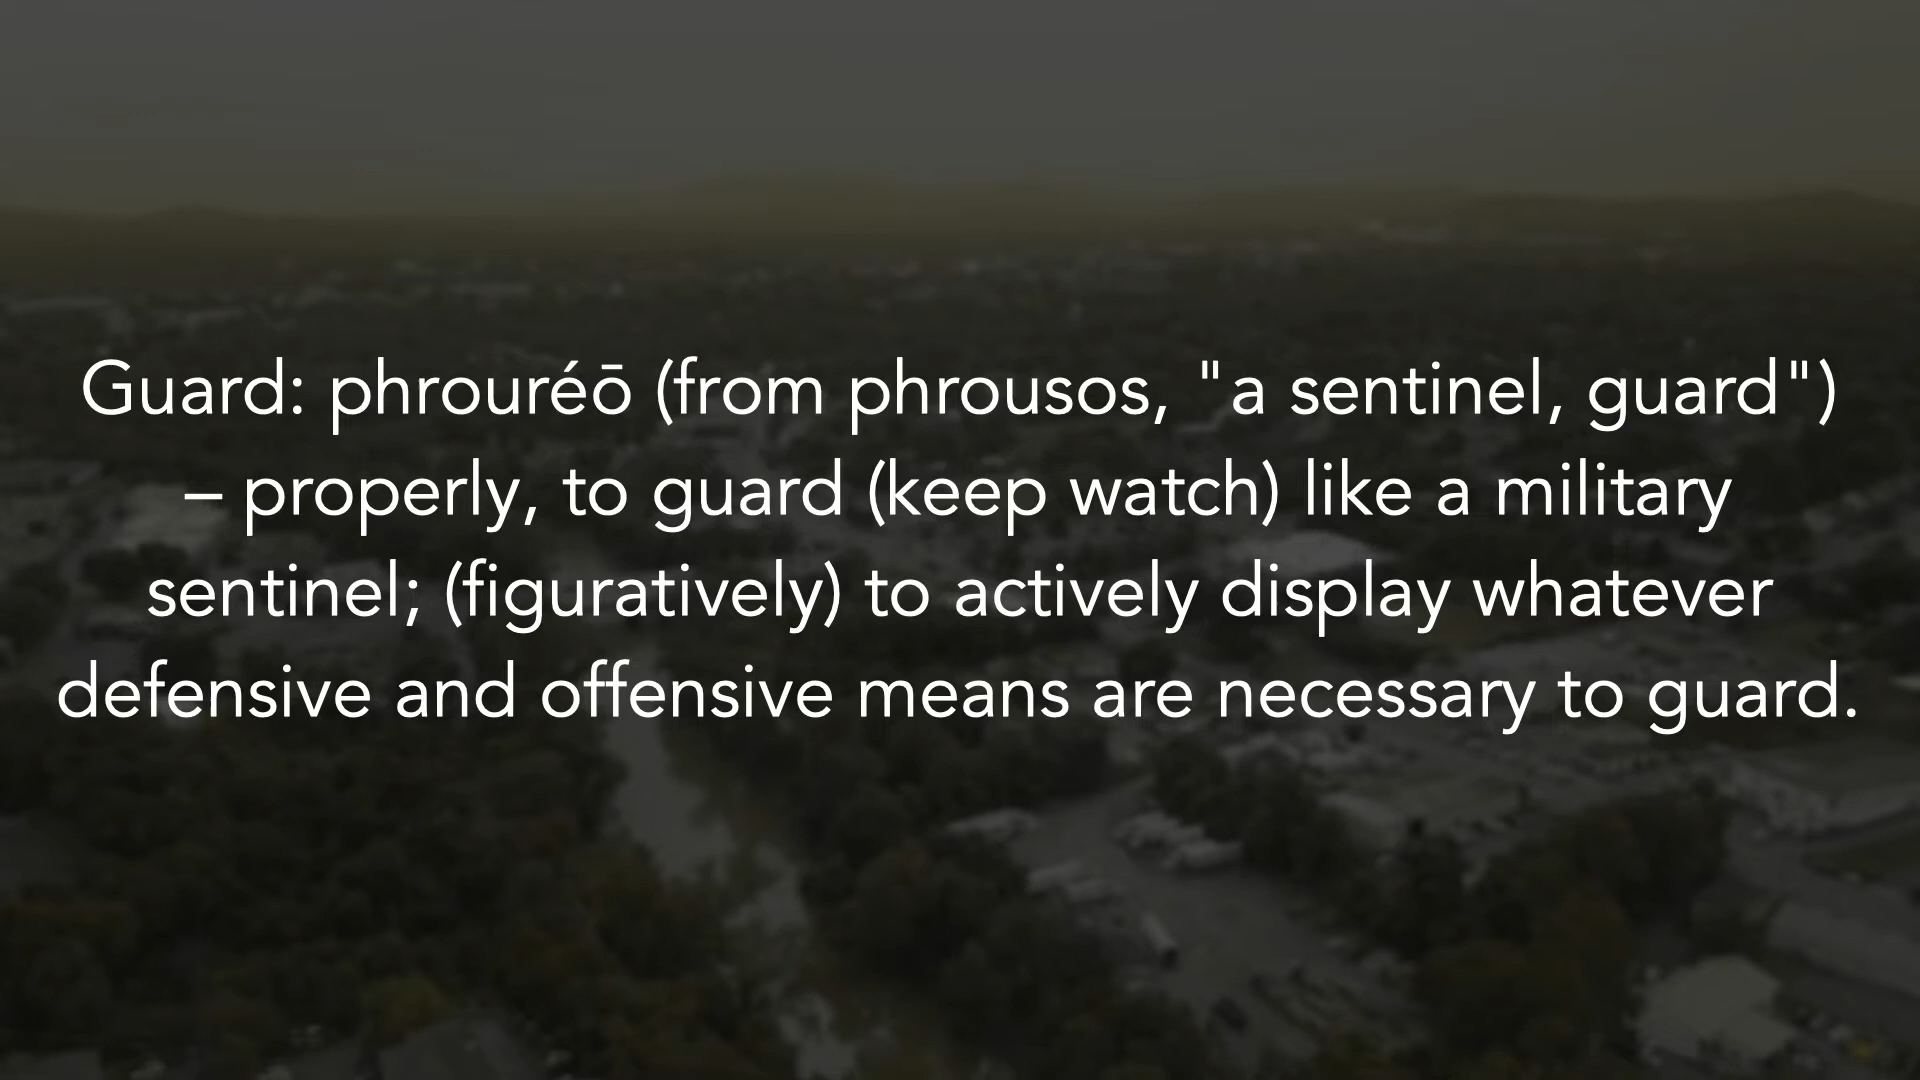 Guard: phrouréō (from phrousos, "a sentinel, guard")
– properly, to guard (keep watch) like a military
sentinel; (figuratively) to actively display whatever
defensive and offensive means are necessary to guard.